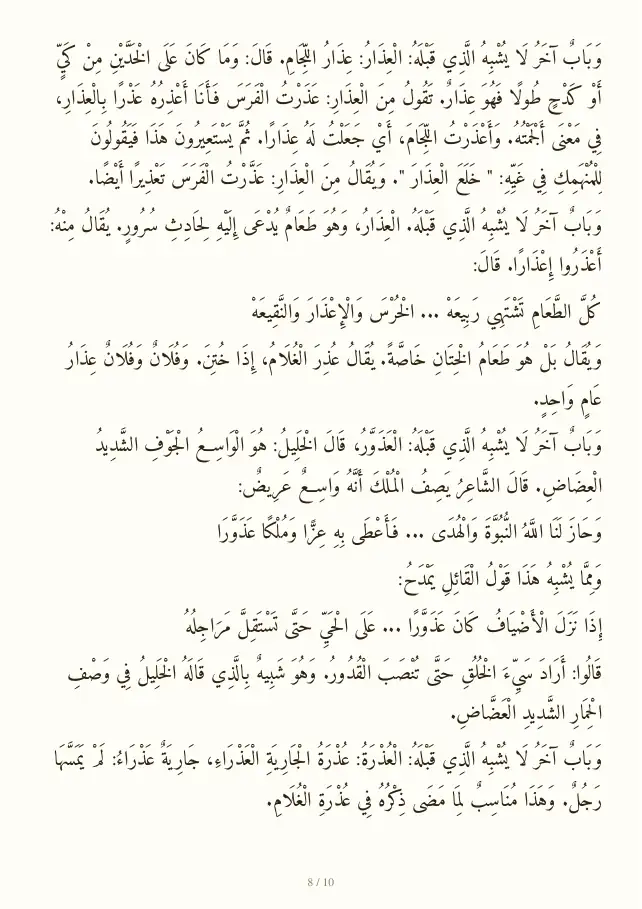 وَبَابٌ آخَرُ لَا يُشْبِهُ الَّذِي قَبْلَهُ: الْعِذَارُ: عِذَارُ اللِّجَامِ. قَالَ: وَمَا كَانَ عَلَى الْخَدَّيْنِ مِنْ كَيٍّ
أَوْ كَدْحٍ طُولًا فَهُوَ عِذَارٌ. تَقُولُ مِنَ الْعِذَارِ: عَذَرْتُ الْفَرَسَ فَأَنَا أَعْذِرُهُ عَذْرًا بِالْعِذَارِ،
فِي مَعْنَى أَلْجَمْتُهُ. وَأَعْذَرْتُ اللِّجَامَ، أَيْ جَعَلْتُ لَهُ عِذَارًا. ثُمَّ يَسْتَعِيرُونَ هَذَا فَيَقُولُونَ
لِلْمُنْهَمِكِ فِي غَيِّهِ: " خَلَعَ الْعِذَارَ ". وَيُقَالُ مِنَ الْعِذَارِ: عَذَّرْتُ الْفَرَسَ تَعْذِيرًا أَيْضًا.
وَبَابٌ آخَرُ لَا يُشْبِهُ الَّذِي قَبْلَهُ. الْعِذَارُ، وَهُوَ طَعَامٌ يُدْعَى إِلَيْهِ لِحَادِثِ سُرُورٍ. يُقَالُ مِنْهُ:
أَعْذَرُوا إِعْذَارًا. قَالَ:
كُلَّ الطَّعَامِ تَشْتَهِي رَبِيعَهْ ... الْخُرْسَ وَالْإِعْذَارَ وَالنَّقِيعَهْ
وَيُقَالُ بَلْ هُوَ طَعَامُ الْخِتَانِ خَاصَّةً. يُقَالُ عُذِرَ الْغُلَامُ، إِذَا خُتِنَ. وَفُلَانٌ وَفُلَانٌ عِذَارُ
عَامٍ وَاحِدٍ.
وَبَابٌ آخَرُ لَا يُشْبِهُ الَّذِي قَبْلَهُ: الْعَذَوَّرُ، قَالَ الْخَلِيلُ: هُوَ الْوَاسِعُ الْجَوْفِ الشَّدِيدُ
الْعِضَاضِ. قَالَ الشَّاعِرُ يَصِفُ الْمُلْكَ أَنَّهُ وَاسِعٌ عَرِيضٌ:
وَحَازَ لَنَا اللَّهُ النُّبُوَّةَ وَالْهُدَى ... فَأَعْطَى بِهِ عِزًّا وَمُلْكًا عَذَوَّرَا
وَمِمَّا يُشْبِهُ هَذَا قَوْلُ الْقَائِلِ يَمْدَحُ:
إِذَا نَزَلَ الْأَضْيَافُ كَانَ عَذَوَّرًا ... عَلَى الْحَيِّ حَتَّى تَسْتَقِلَّ مَرَاجِلُهُ
قَالُوا: أَرَادَ سَيِّءَ الْخُلُقِ حَتَّى تُنْصَبَ الْقُدُورُ. وَهُوَ شَبِيهٌ بِالَّذِي قَالَهُ الْخَلِيلُ فِي وَصْفِ
الْحِمَارِ الشَّدِيدِ الْعَضَّاضِ.
وَبَابٌ آخَرُ لَا يُشْبِهُ الَّذِي قَبْلَهُ: الْعُذْرَةُ: عُذْرَةُ الْجَارِيَةِ الْعَذْرَاءِ، جَارِيَةٌ عَذْرَاءُ: لَمْ يَمَسَّهَا
رَجُلٌ. وَهَذَا مُنَاسِبٌ لِمَا مَضَى ذِكْرُهُ فِي عُذْرَةِ الْغُلَامِ.
8 / 10